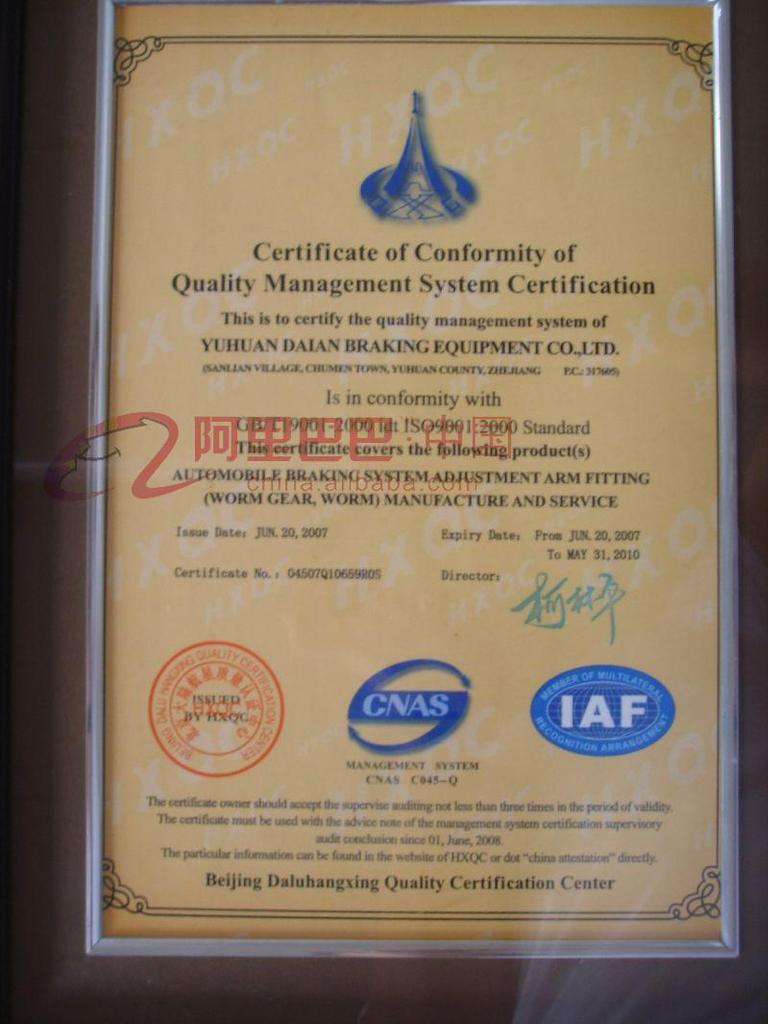 Certificate of Conformity of
Quality Management System Certification
This is to certify the quality management system of
YUHUAN DAIAN BRAKING EQUIPMENT CO.,LTD.
(SANLIAN VILLAGE, CHUMEN TOWN, YUHUAN COUNTY, ZHEJIANG P.C.: 317605)
Is in conformity with
GB/T19001-2000 idt ISO9001:2000 Standard
阿里巴巴·中国
This certificate covers the following product(s)
AUTOMOBILE BRAKING SYSTEM ADJUSTMENT ARM FITTING
china.alibaba.com
(WORM GEAR, WORM) MANUFACTURE AND SERVICE
Issue Date: JUN. 20, 2007
Expiry Date: From JUN. 20, 2007
To MAY 31, 2010
Certificate No.: 04507Q10659R0S
Director:
BEIJING DALU HANGXING QUALITY CERTIFICATION CENTER
ISSUED
BY HXQC
CNAS
MANAGEMENT SYSTEM
CNAS C045-Q
MEMBER OF MULTILATERAL
IAF
RECOGNITION ARRANGEMENT
The certificate owner should accept the supervise auditing not less than three times in the period of validity.
The certificate must be used with the advice note of the management system certification supervisory
audit conclusion since 01, June, 2008.
The particular information can be found in the website of HXQC or dot "china attestation" directly.
Beijing Daluhangxing Quality Certification Center